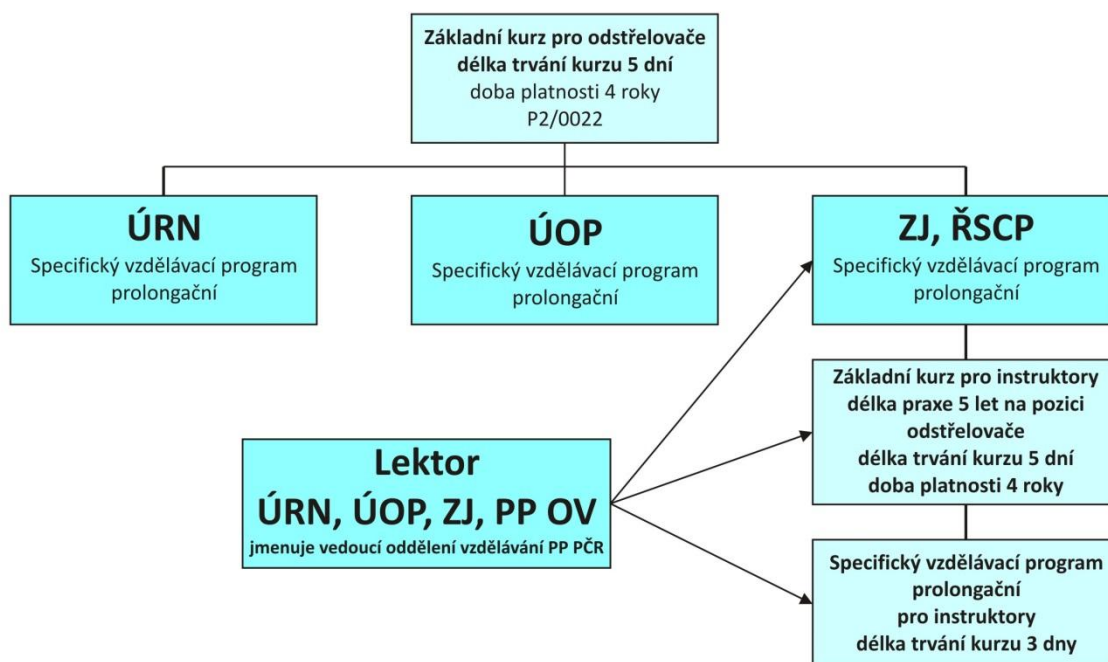 Základní kurz pro odstřelovače
délka trvání kurzu 5 dní
doba platnosti 4 roky
P2/0022
ÚRN
Specifický vzdělávací program
prolongační
ÚOP
Specifický vzdělávací program
prolongační
ZJ, ŘSCP
Specifický vzdělávací program
prolongační
Základní kurz pro instruktory
délka praxe 5 let na pozici
odstřelovače
délka trvání kurzu 5 dní
doba platnosti 4 roky
Lektor
ÚRN, ÚOP, ZJ, PP OV
jmenuje vedoucí oddělení vzdělávání PP PČR
Specifický vzdělávací program
prolongační
pro instruktory
délka trvání kurzu 3 dny